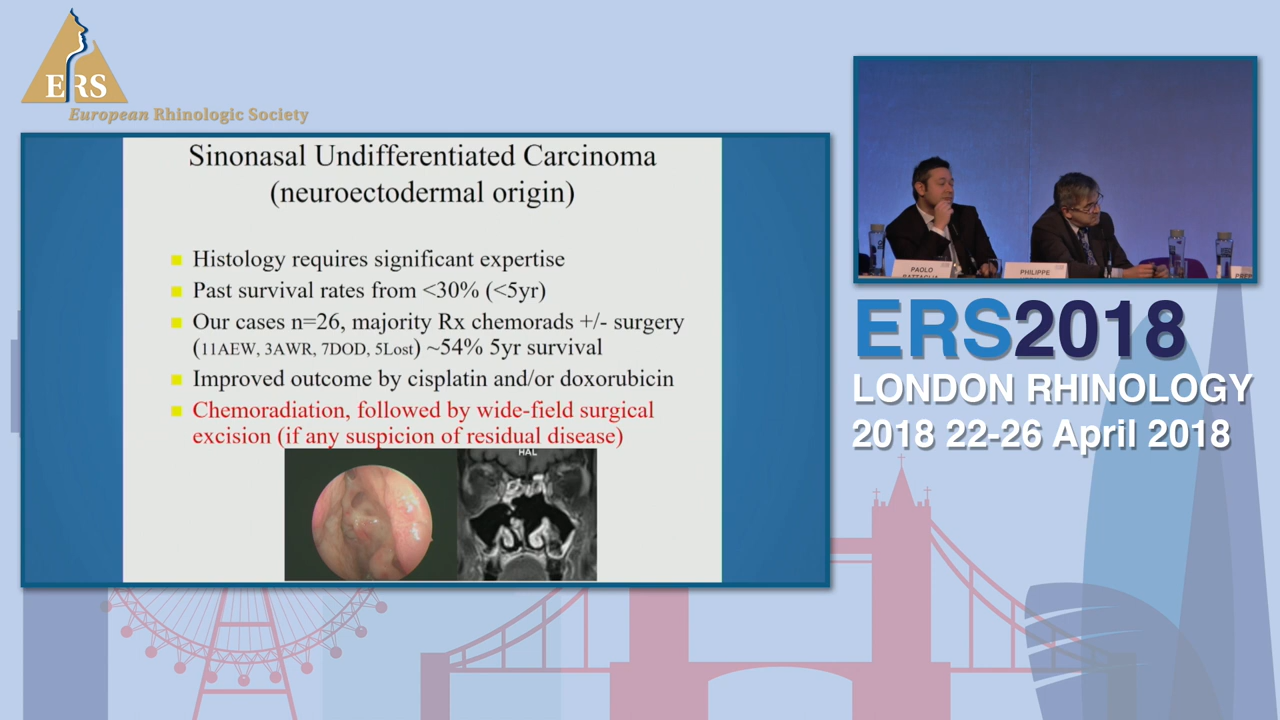 ERS
European Rhinologic Society
Sinonasal Undifferentiated Carcinoma
(neuroectodermal origin)
Histology requires significant expertise
Past survival rates from <30% (<5yr)
Our cases n=26, majority Rx chemorads +/- surgery
(11AEW, 3AWR, 7DOD, 5Lost) ~54% 5yr survival
Improved outcome by cisplatin and/or doxorubicin
Chemoradiation, followed by wide-field surgical
excision (if any suspicion of residual disease)
HAL
PAOLO
BATTAGLIA
PHILIPPE
ERS2018
LONDON RHINOLOGY
2018 22-26 April 2018